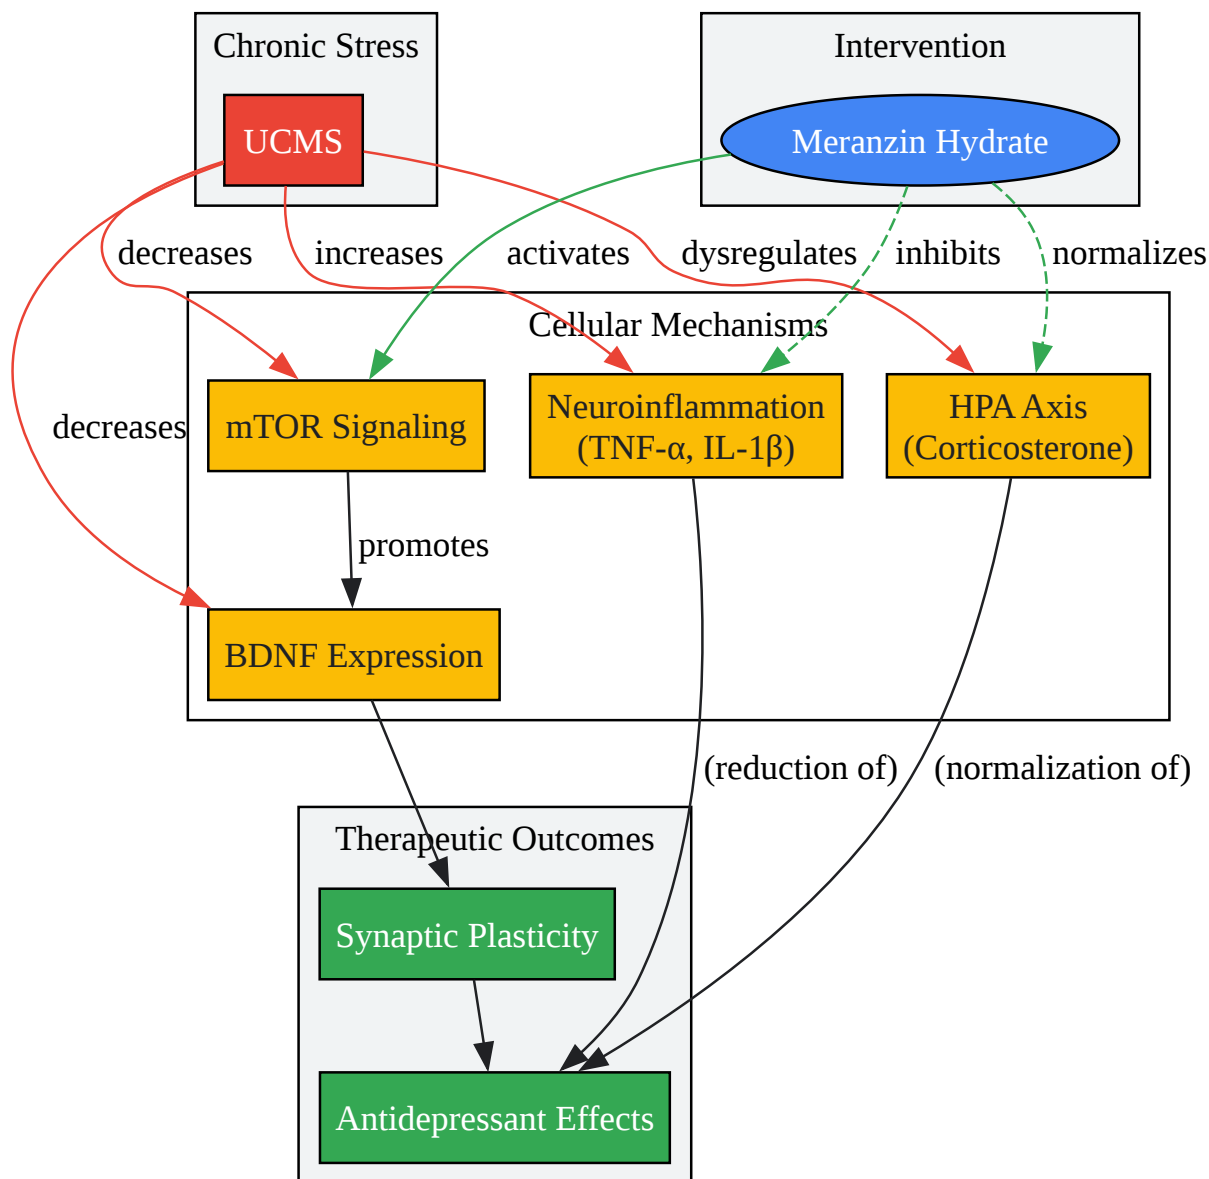 Chronic Stress
Intervention
UCMS
Meranzin Hydrate
decreases
increases
activates
dysregulates
inhibits
normalizes
Cellular Mechanisms
mTOR Signaling
Neuroinflammation
(TNF-α, IL-1β)
HPA Axis
(Corticosterone)
decreases
promotes
BDNF Expression
(reduction of)
(normalization of)
Therapeutic Outcomes
Synaptic Plasticity
Antidepressant Effects